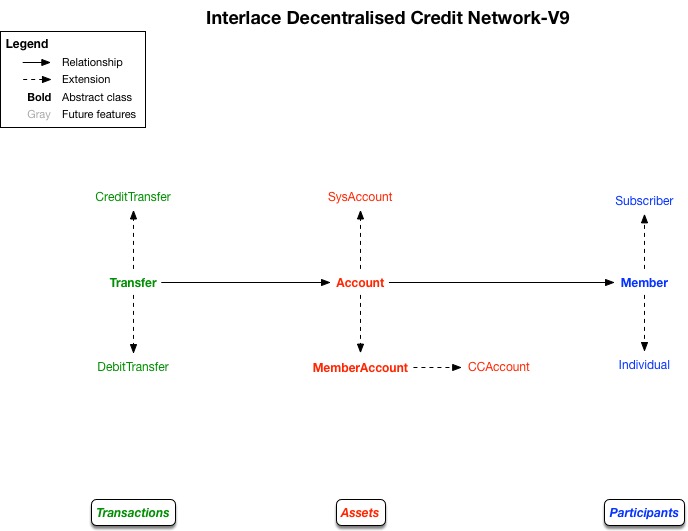 Interlace Decentralised Credit Network-V9
Legend
Relationship
Extension
Bold Abstract class
Gray Future features
CreditTransfer SysAccount Subscriber
Transfer Account Member
DebitTransfer MemberAccount CCAccount Individual
Transactions Assets Participants